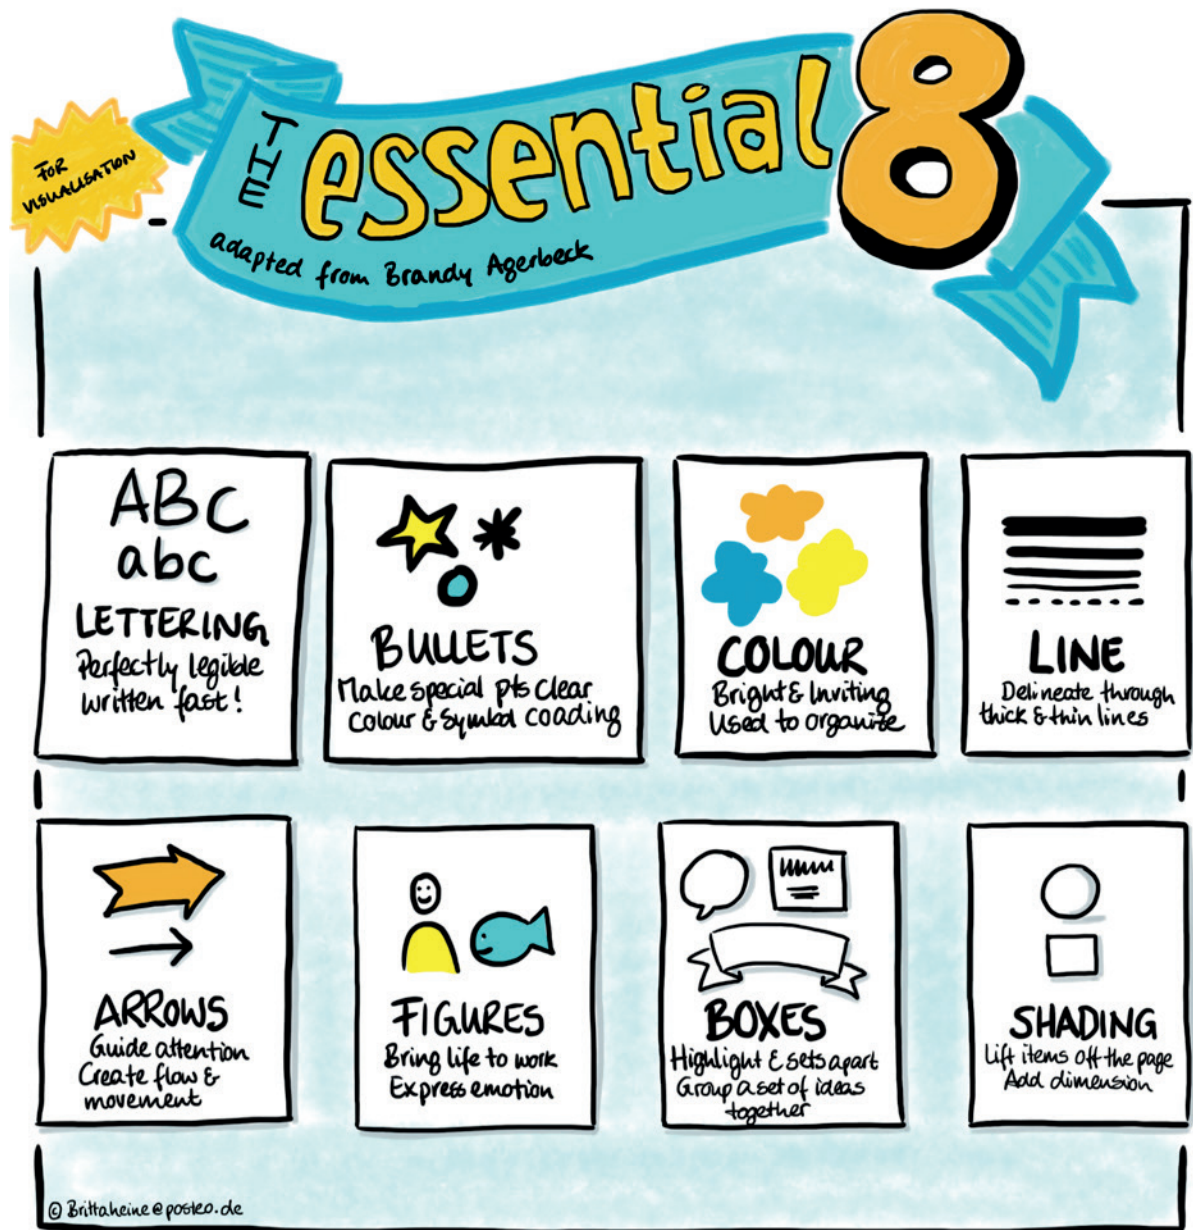 FOR
VISUALISATION
THE essential 8
adapted from Brandy Agerbeck
ABC
abc
LETTERING
Perfectly legible
written fast!
BULLETS
Make special pts clear
Colour & Symbol coading
COLOUR
Bright & Inviting
Used to organize
LINE
Delineate through
thick & thin lines
ARROWS
Guide attention
Create flow &
movement
FIGURES
Bring life to work
Express emotion
BOXES
Highlight & sets apart
Group a set of ideas
together
SHADING
Lift items off the page
Add dimension
© Brittaheine@posteo.de